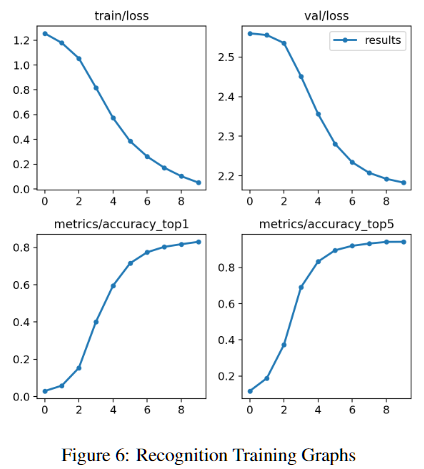 train/loss
1.2
1.0
0.8
0.6
0.4
0.2
0.0
0 2 4 6 8
val/loss
results
2.5
2.4
2.3
2.2
0 2 4 6 8
metrics/accuracy_top1
0.8
0.6
0.4
0.2
0.0
0 2 4 6 8
metrics/accuracy_top5
0.8
0.6
0.4
0.2
0 2 4 6 8
Figure 6: Recognition Training Graphs